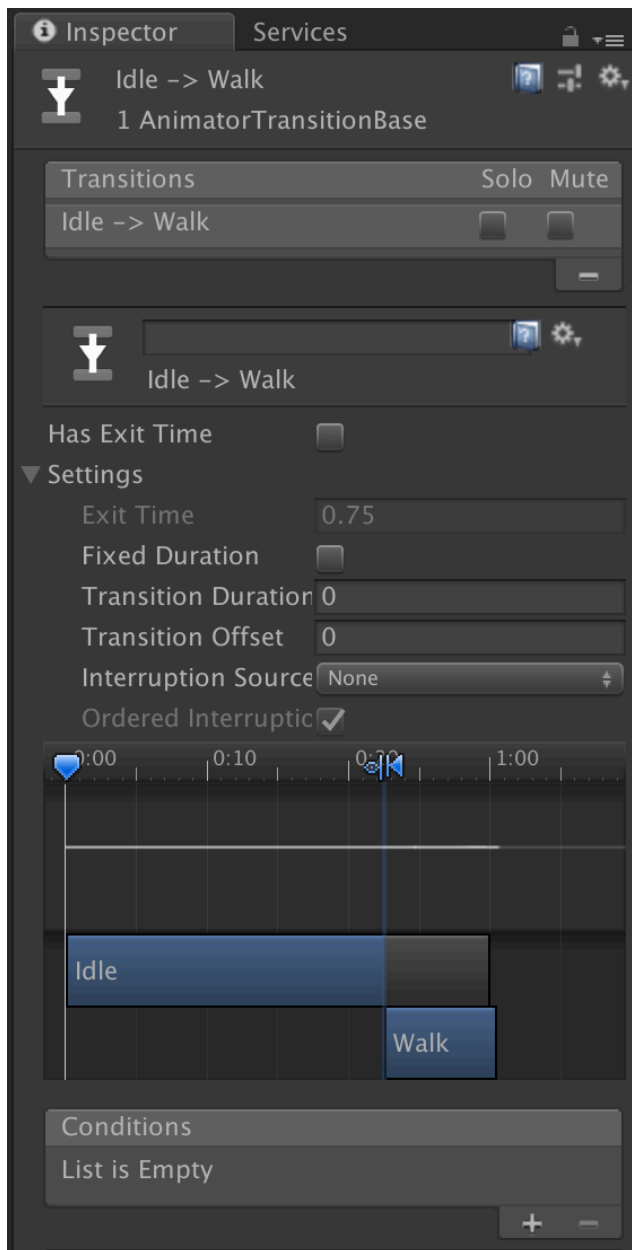 Inspector Services
Idle -> Walk
1 AnimatorTransitionBase
Transitions Solo Mute
Idle -> Walk
Idle -> Walk
Has Exit Time
Settings
Exit Time 0.75
Fixed Duration
Transition Duration 0
Transition Offset 0
Interruption Source None
Ordered Interruptic
0:00 0:10 1:00
Idle
Walk
Conditions
List is Empty